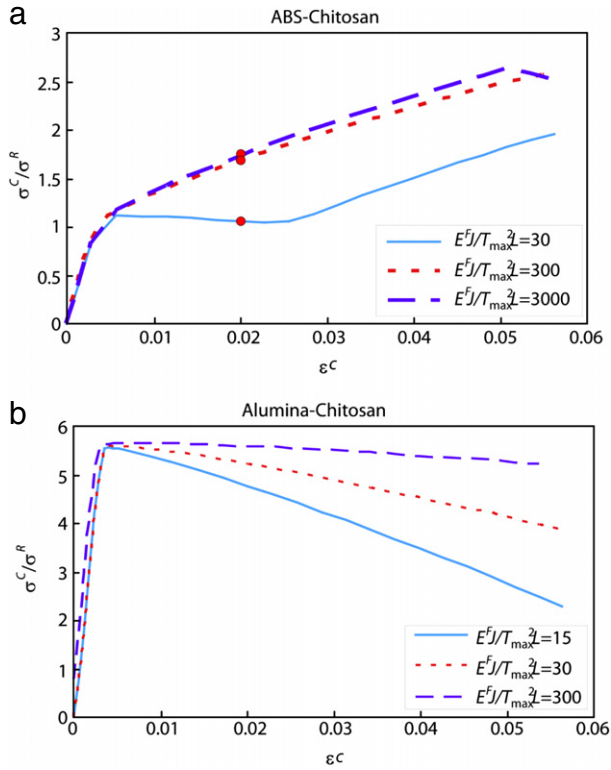 a
ABS-Chitosan
3
2.5
2
1.5
1
0.5
0
σC/σR
EFJ/Tmax2L=30
EFJ/Tmax2L=300
EFJ/Tmax2L=3000
0 0.01 0.02 0.03 0.04 0.05 0.06
εC
b
Alumina-Chitosan
6
5
4
3
2
1
0
σC/σR
EFJ/Tmax2L=15
EFJ/Tmax2L=30
EFJ/Tmax2L=300
0 0.01 0.02 0.03 0.04 0.05 0.06
εC